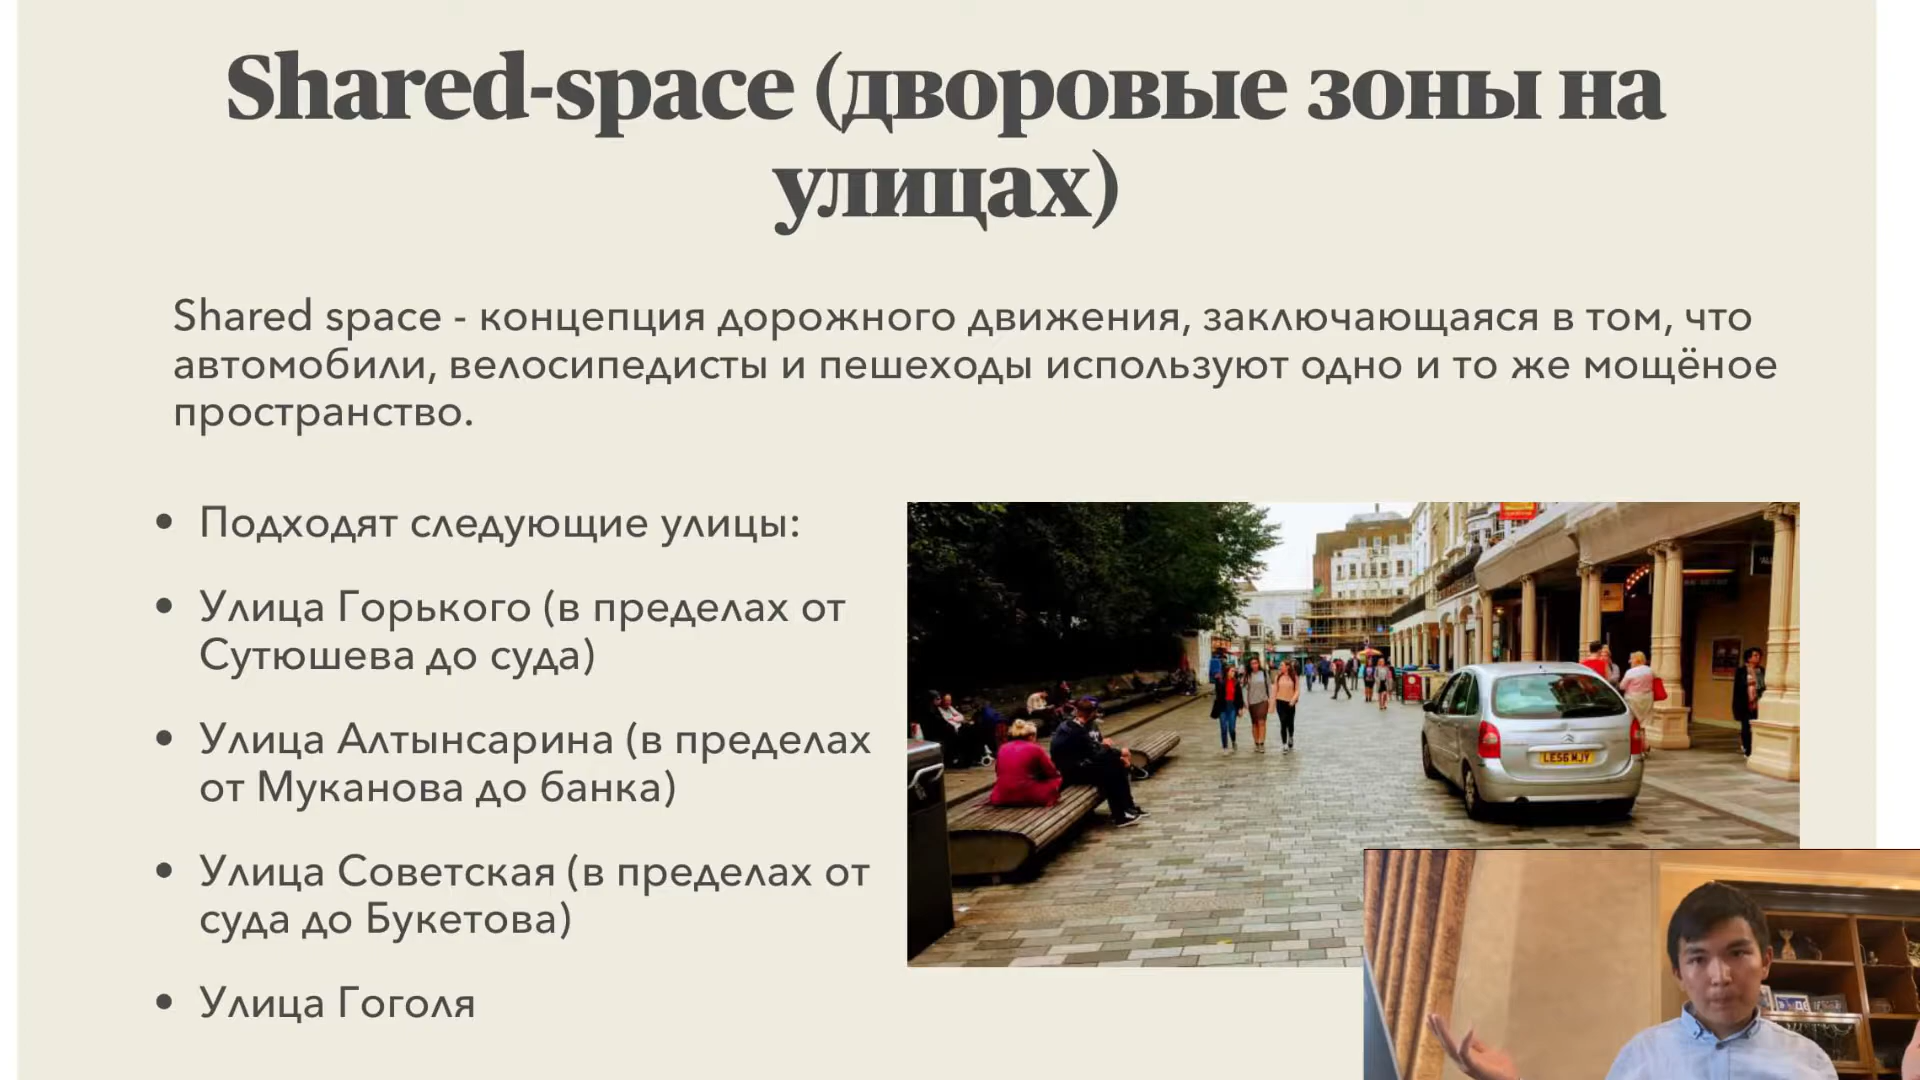 Shared-space (дворовые зоны на
улицах)
Shared space - концепция дорожного движения, заключающаяся в том, что
автомобили, велосипедисты и пешеходы используют одно и то же мощёное
пространство.
• Подходят следующие улицы:
• Улица Горького (в пределах от
Сутюшева до суда)
• Улица Алтынсарина (в пределах
от Муканова до банка)
• Улица Советская (в пределах от
суда до Букетова)
• Улица Гоголя
LE56 MJY